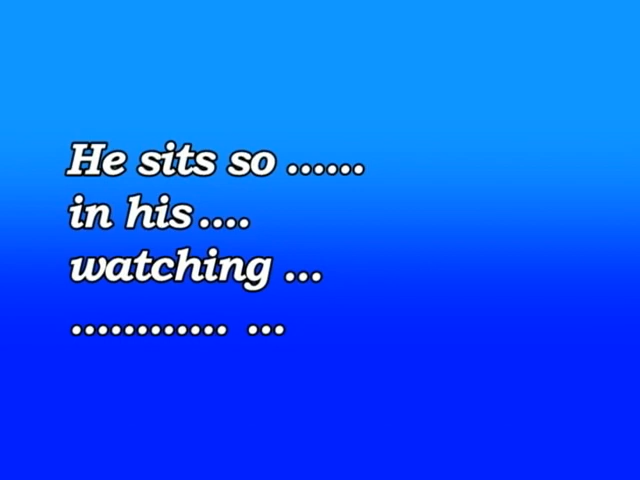 He sits so ......
in his ....
watching ...
............ ...